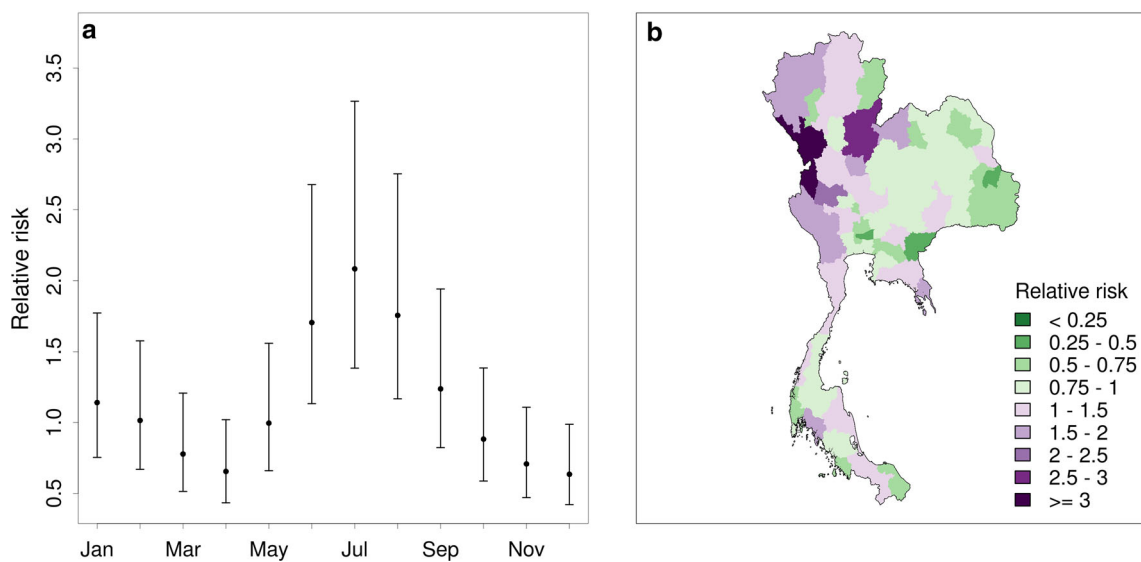 a
Relative risk
3.5
3.0
2.5
2.0
1.5
1.0
0.5
Jan Mar May Jul Sep Nov
b
Relative risk
< 0.25
0.25 - 0.5
0.5 - 0.75
0.75 - 1
1 - 1.5
1.5 - 2
2 - 2.5
2.5 - 3
>= 3